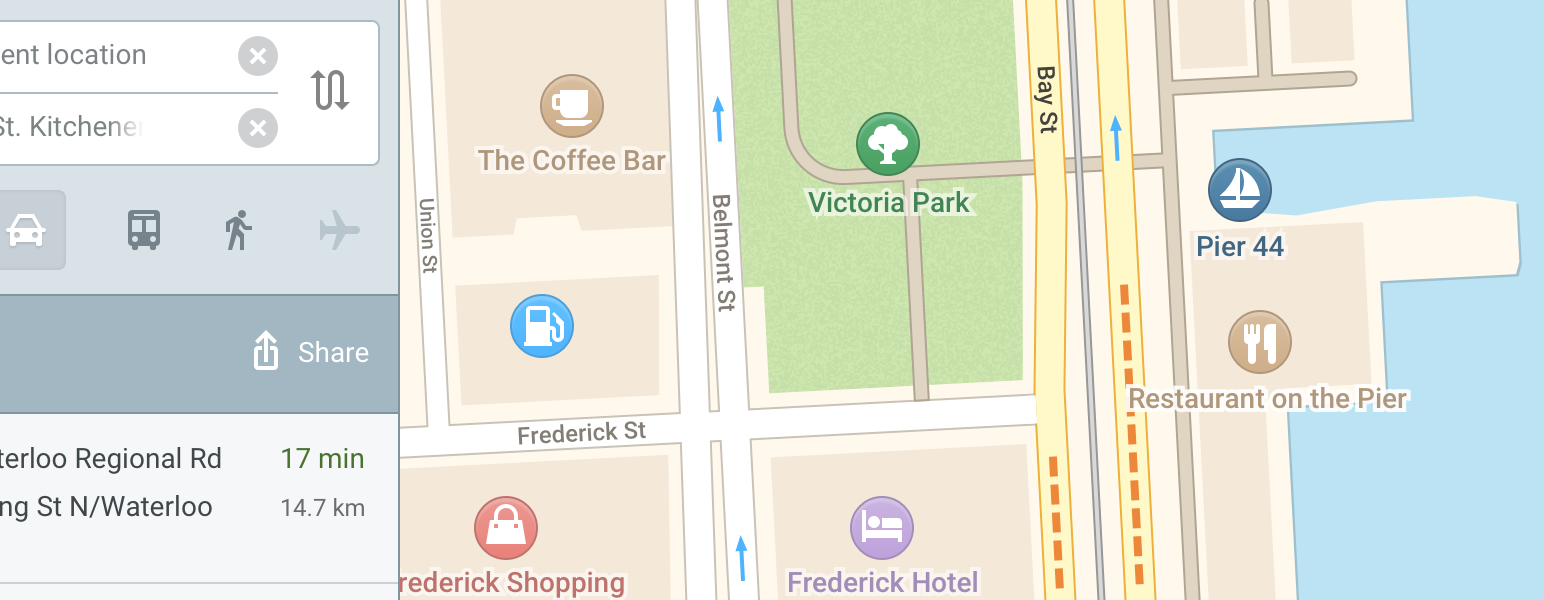 ent location
St. Kitchener
Share
terloo Regional Rd
17 min
ng St N/Waterloo
14.7 km
The Coffee Bar
Union St
Belmont St
Victoria Park
Bay St
Pier 44
Restaurant on the Pier
Frederick St
rederick Shopping
Frederick Hotel